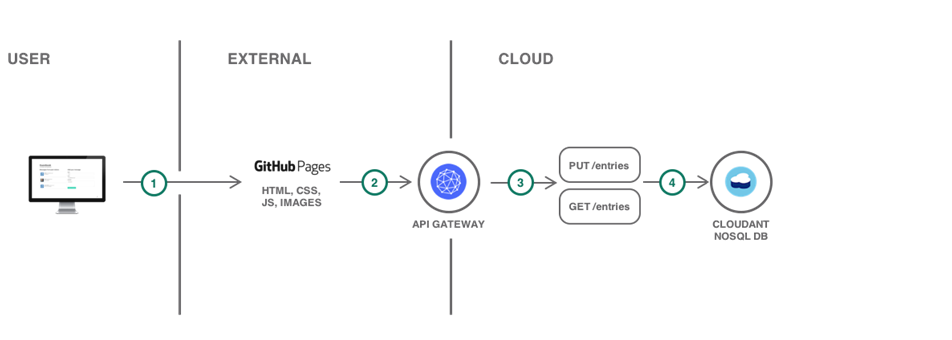 USER
EXTERNAL
CLOUD
1
GitHub Pages
HTML, CSS,
JS, IMAGES
2
API GATEWAY
3
PUT /entries
GET /entries
4
CLOUDANT
NOSQL DB